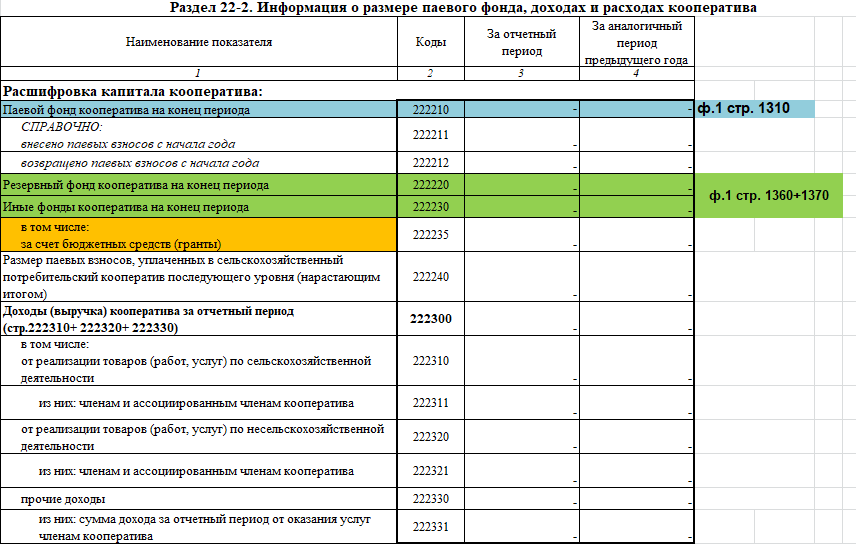 Раздел 22-2. Информация о размере паевого фонда, доходах и расходах кооператива
Наименование показателя Коды За отчетный период За аналогичный период предыдущего года
1 2 3 4
Расшифровка капитала кооператива:
Паевой фонд кооператива на конец периода 222210 - - ф.1 стр. 1310
СПРАВОЧНО:
внесено паевых взносов с начала года 222211 - -
возвращено паевых взносов с начала года 222212 - -
Резервный фонд кооператива на конец периода 222220 - -
ф.1 стр. 1360+1370
Иные фонды кооператива на конец периода 222230 - -
в том числе:
за счет бюджетных средств (гранты) 222235 - -
Размер паевых взносов, уплаченных в сельскохозяйственный
потребительский кооператив последующего уровня (нарастающим
итогом) 222240 - -
Доходы (выручка) кооператива за отчетный период
(стр.222310+ 222320+ 222330) 222300 - -
в том числе:
от реализации товаров (работ, услуг) по сельскохозяйственной
деятельности 222310 - -
из них: членам и ассоциированным членам кооператива 222311 - -
от реализации товаров (работ, услуг) по несельскохозяйственной
деятельности 222320 - -
из них: членам и ассоциированным членам кооператива 222321 - -
прочие доходы 222330 - -
из них: сумма дохода за отчетный период от оказания услуг
членам кооператива 222331 - -